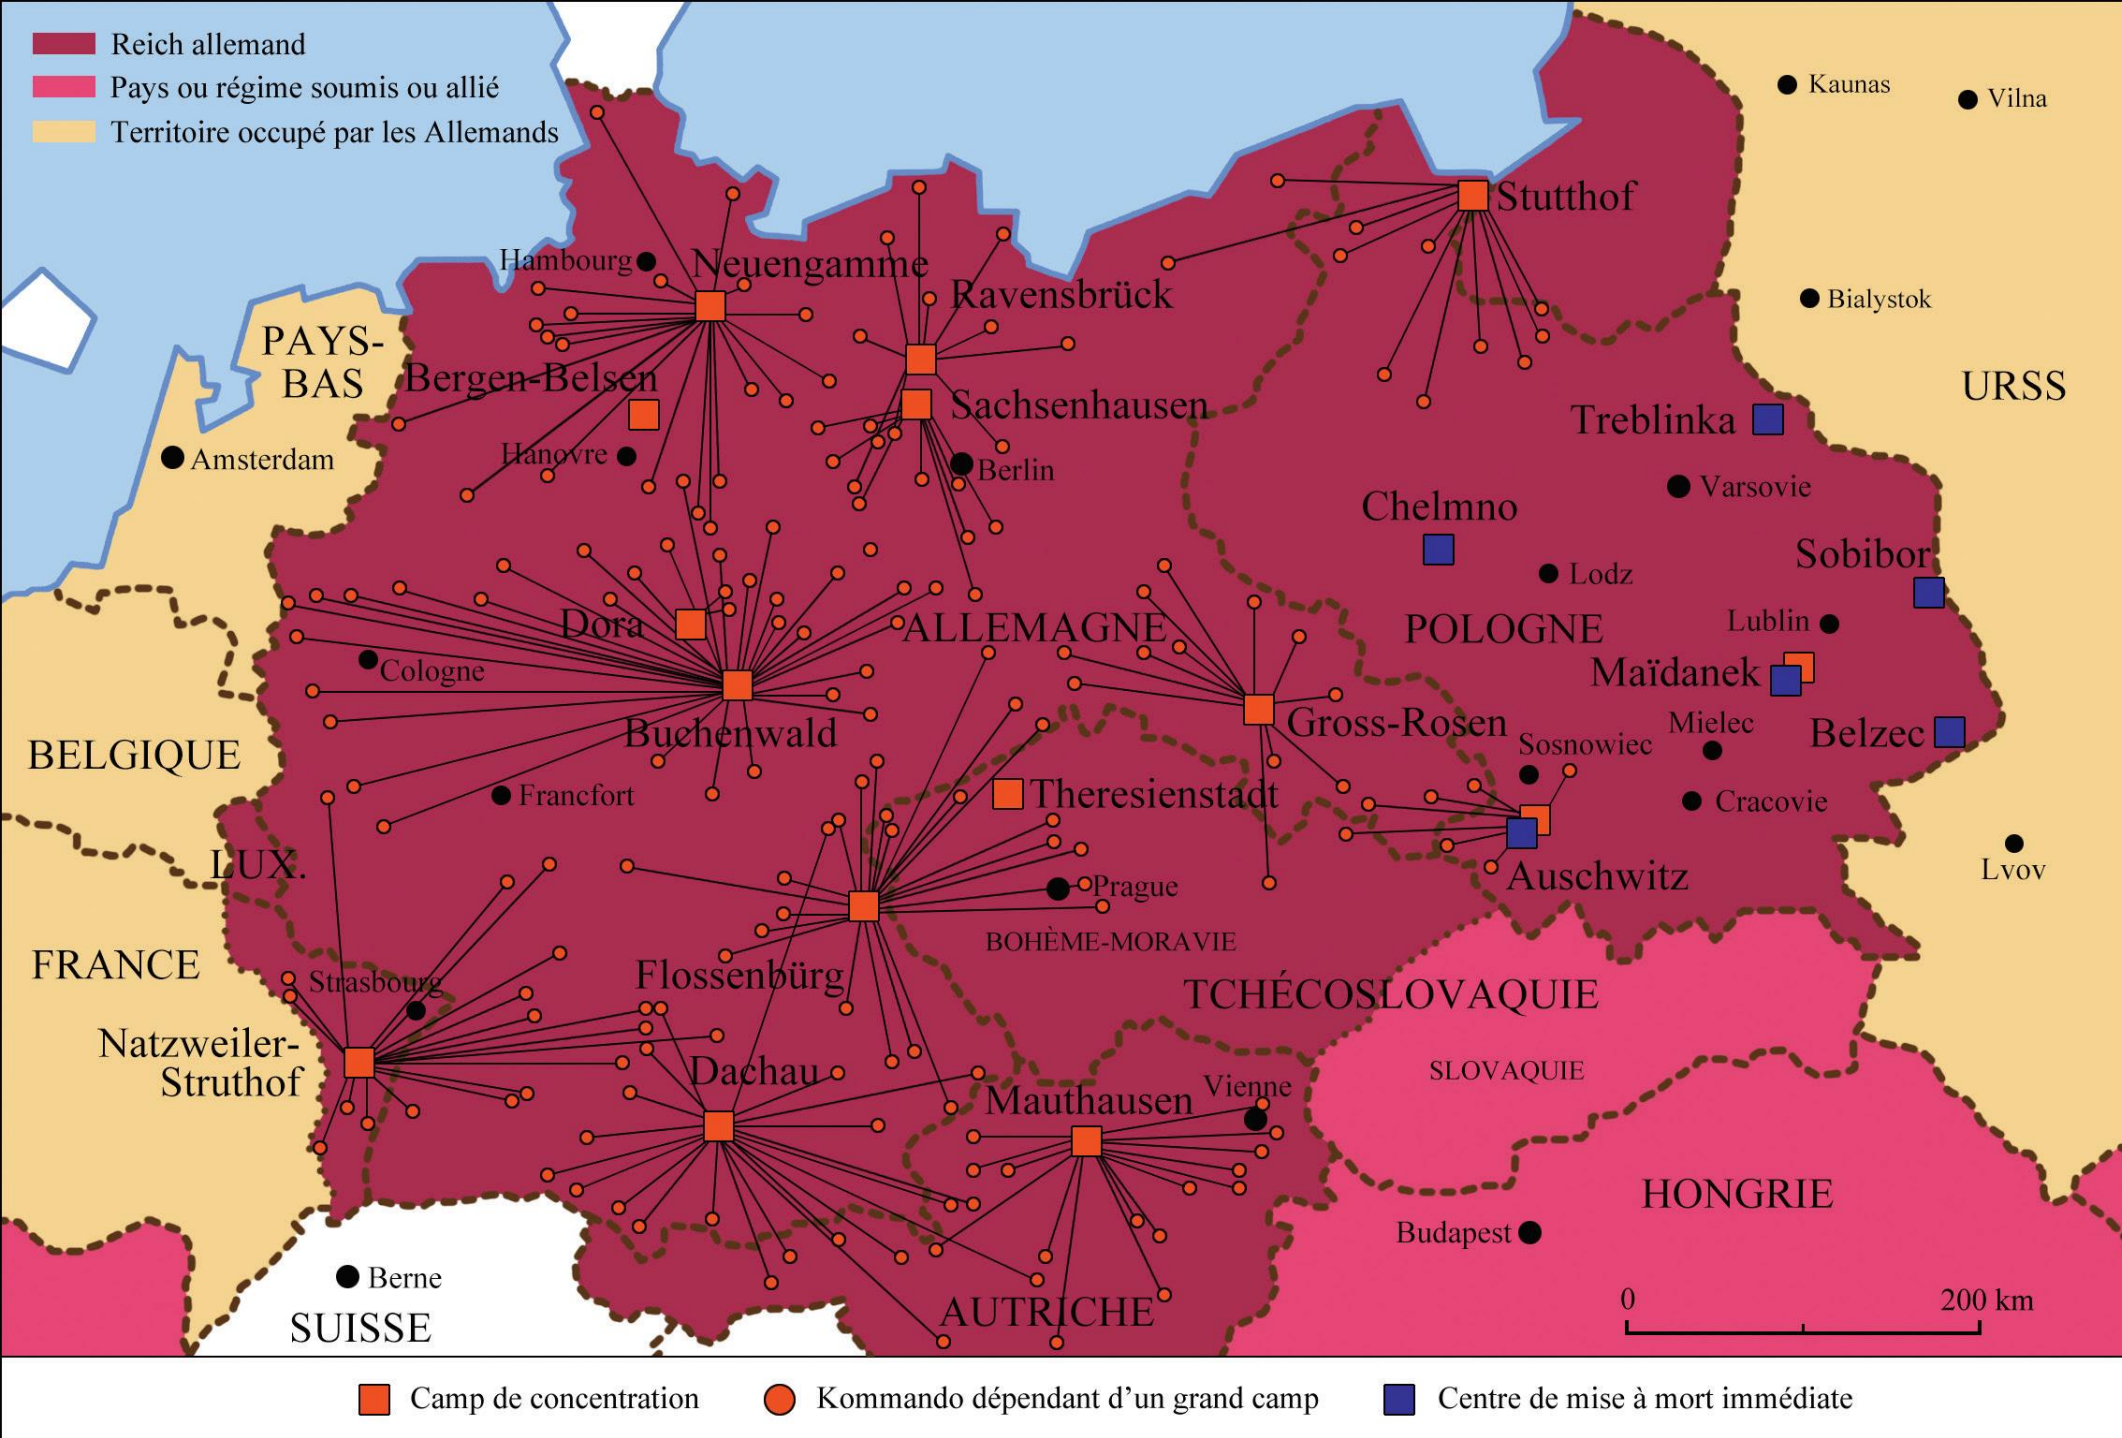 Reich allemand
Pays ou régime soumis ou allié
Territoire occupé par les Allemands
Kaunas
Vilna
Stutthof
Hambourg
Neuengamme
Ravensbrück
Bialystok
PAYS-
BAS
Bergen-Belsen
URSS
Sachsenhausen
Treblinka
Hanovre
Amsterdam
Berlin
Varsovie
Chelmno
Sobibor
Lodz
Dora
ALLEMAGNE
POLOGNE
Lublin
Cologne
Maïdanek
Buchenwald
Gross-Rosen
Mielec
Belzec
Sosnowiec
BELGIQUE
Francfort
Theresienstadt
Cracovie
LUX.
Lvov
Auschwitz
Prague
BOHÈME-MORAVIE
FRANCE
Strasbourg
Flossenbürg
TCHÉCOSLOVAQUIE
Natzweiler-
Struthof
Dachau
SLOVAQUIE
Vienne
Mauthausen
HONGRIE
Budapest
Berne
SUISSE
AUTRICHE
0 200 km
Camp de concentration
Kommando dépendant d’un grand camp
Centre de mise à mort immédiate